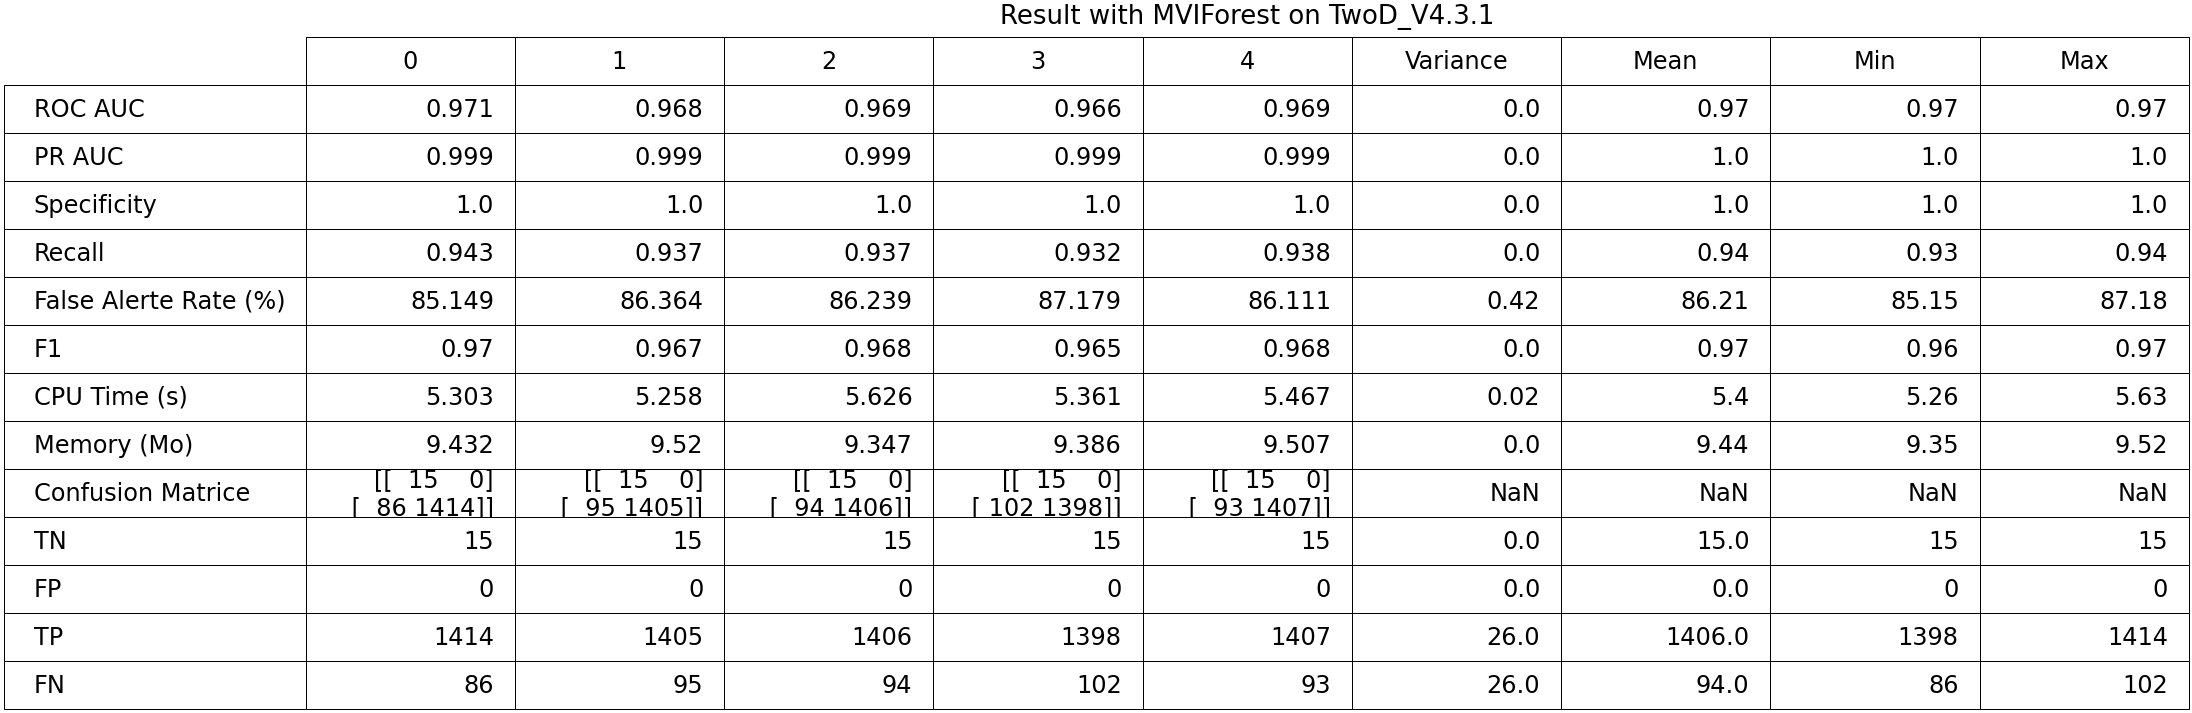 Result with MVIForest on TwoD_V4.3.1
0 1 2 3 4 Variance Mean Min Max
ROC AUC 0.971 0.968 0.969 0.966 0.969 0.0 0.97 0.97 0.97
PR AUC 0.999 0.999 0.999 0.999 0.999 0.0 1.0 1.0 1.0
Specificity 1.0 1.0 1.0 1.0 1.0 0.0 1.0 1.0 1.0
Recall 0.943 0.937 0.937 0.932 0.938 0.0 0.94 0.93 0.94
False Alerte Rate (%) 85.149 86.364 86.239 87.179 86.111 0.42 86.21 85.15 87.18
F1 0.97 0.967 0.968 0.965 0.968 0.0 0.97 0.96 0.97
CPU Time (s) 5.303 5.258 5.626 5.361 5.467 0.02 5.4 5.26 5.63
Memory (Mo) 9.432 9.52 9.347 9.386 9.507 0.0 9.44 9.35 9.52
[[ 15 0] [[ 15 0] [[ 15 0] [[ 15 0] [[ 15 0]
Confusion Matrice NaN NaN NaN NaN
[ 86 1414]] [ 95 1405]] [ 94 1406]] [ 102 1398]] [ 93 1407]]
TN 15 15 15 15 15 0.0 15.0 15 15
FP 0 0 0 0 0 0.0 0.0 0 0
TP 1414 1405 1406 1398 1407 26.0 1406.0 1398 1414
FN 86 95 94 102 93 26.0 94.0 86 102